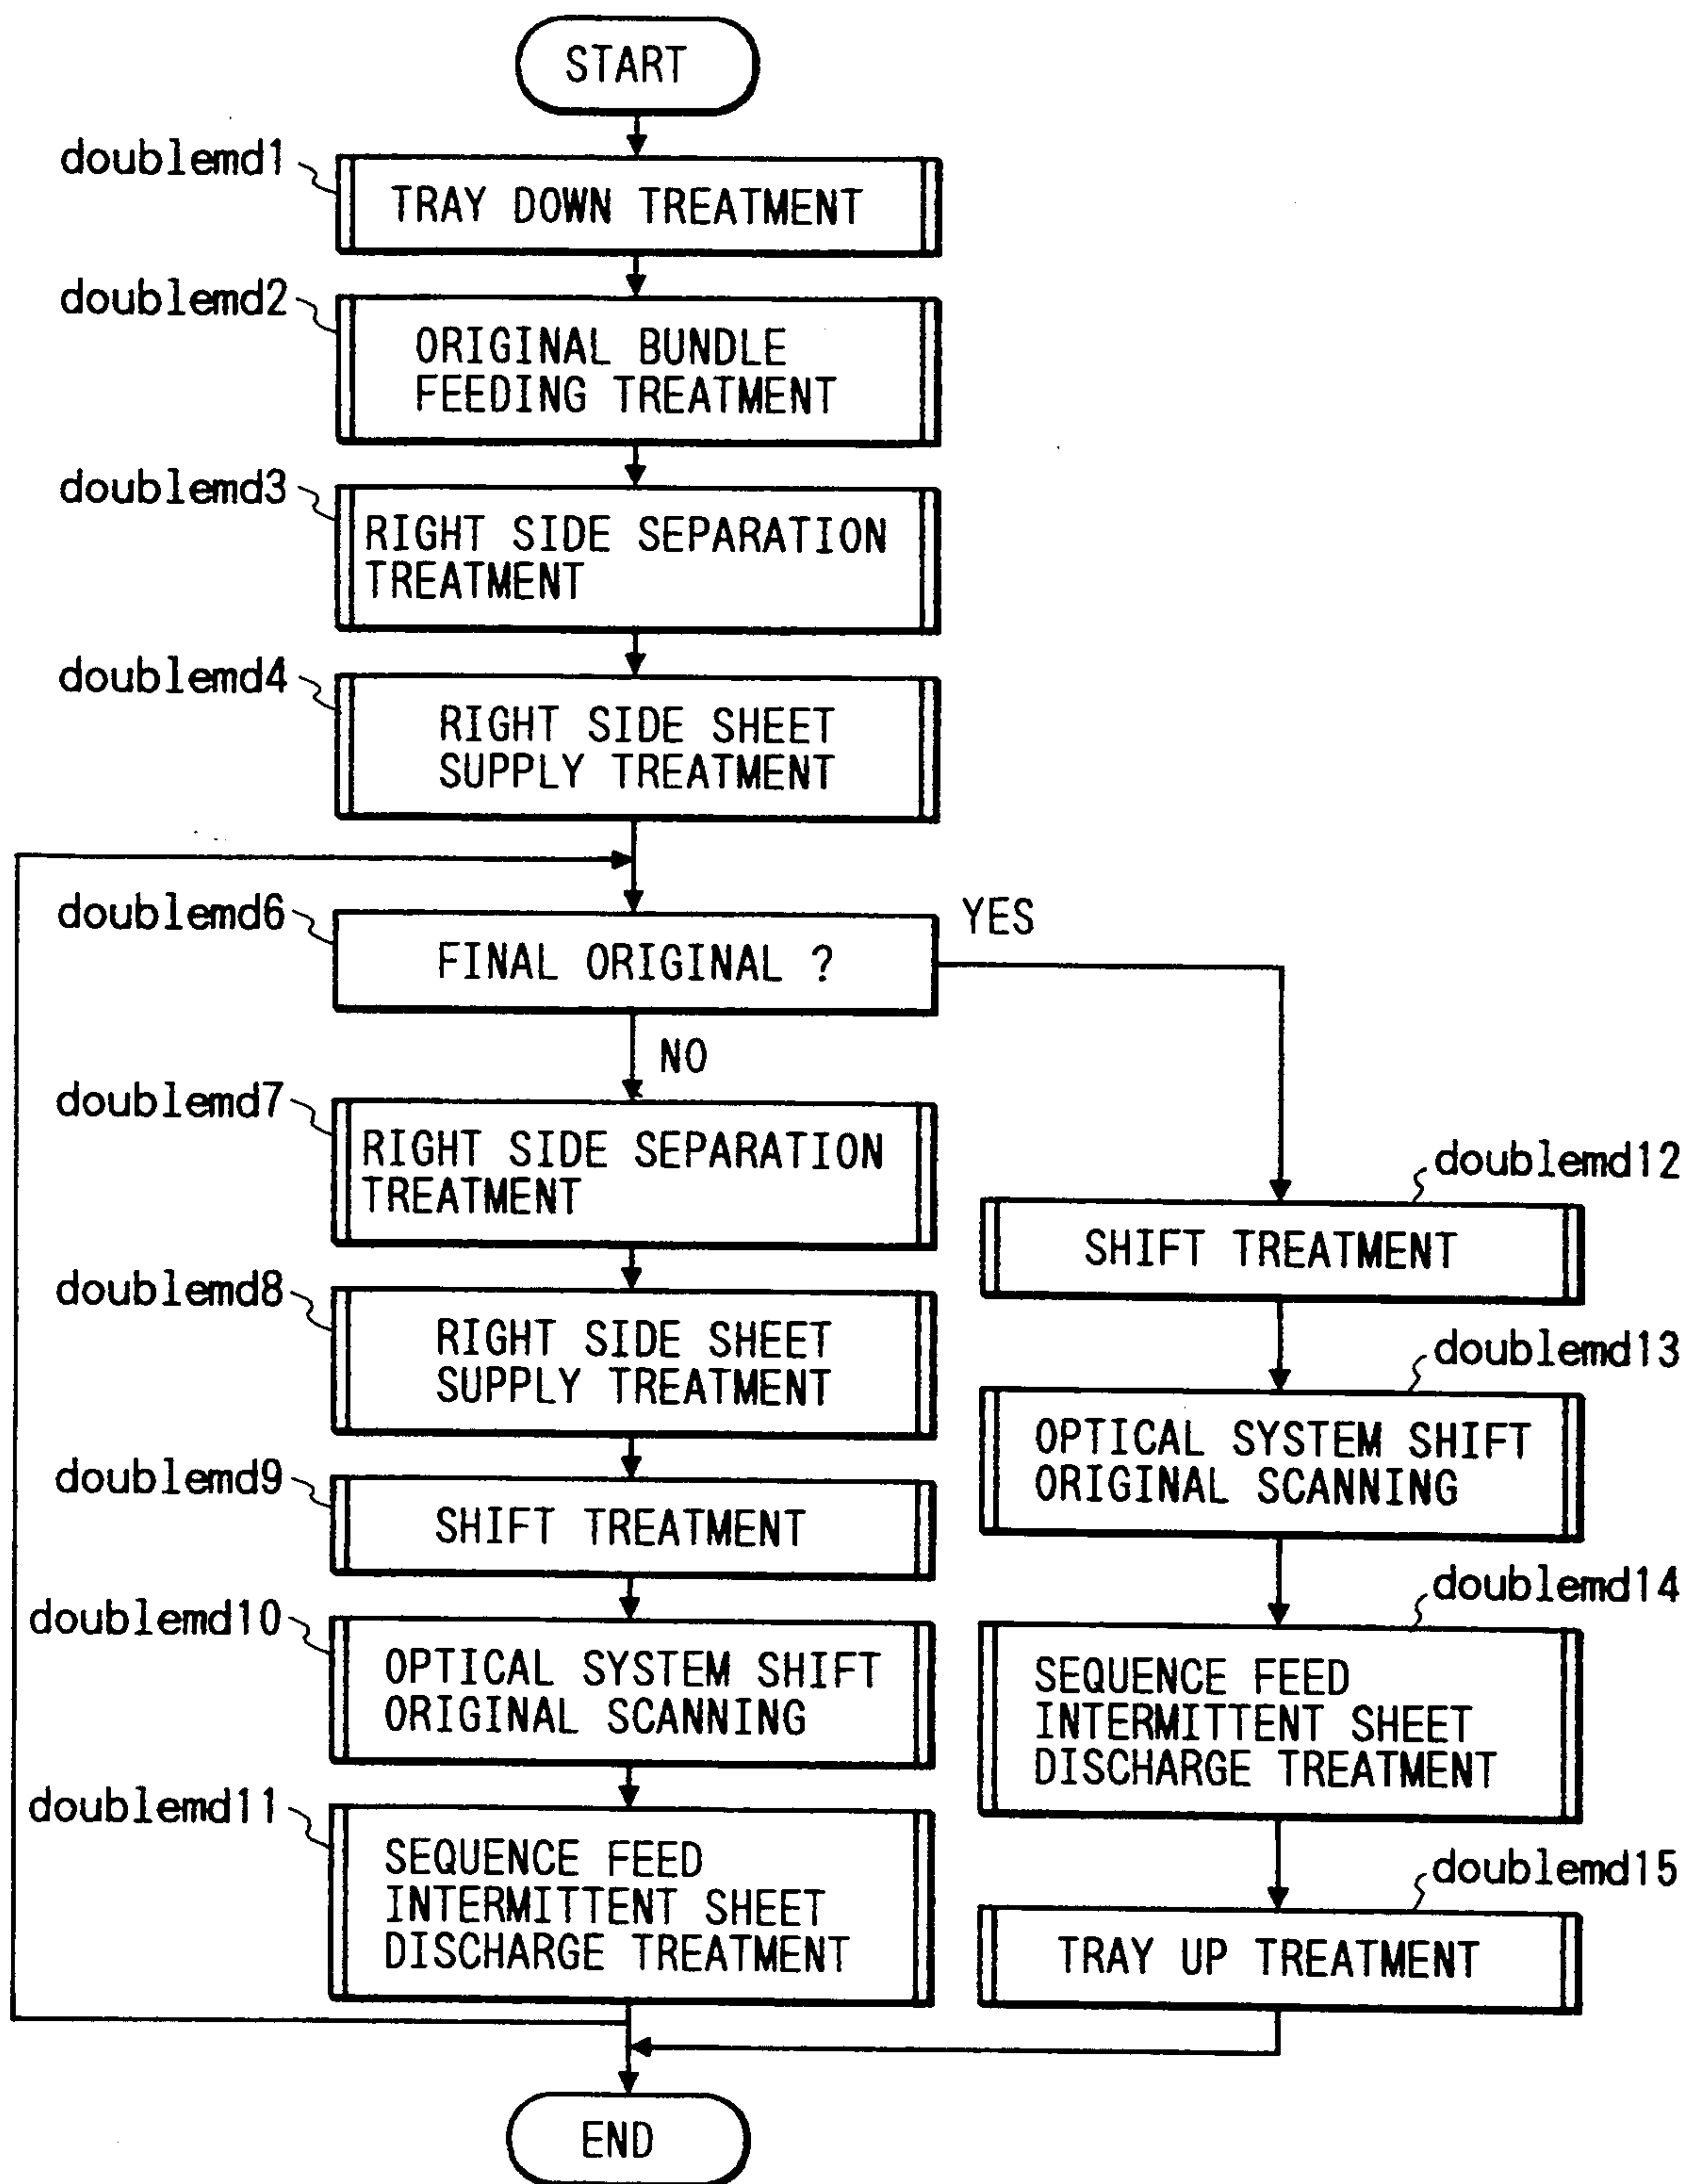 START
doublemd1
TRAY DOWN TREATMENT
doublemd2
ORIGINAL BUNDLE
FEEDING TREATMENT
doublemd3
RIGHT SIDE SEPARATION
TREATMENT
doublemd4
RIGHT SIDE SHEET
SUPPLY TREATMENT
doublemd6
FINAL ORIGINAL ?
YES
NO
doublemd7
RIGHT SIDE SEPARATION
TREATMENT
doublemd8
RIGHT SIDE SHEET
SUPPLY TREATMENT
doublemd9
SHIFT TREATMENT
doublemd10
OPTICAL SYSTEM SHIFT
ORIGINAL SCANNING
doublemd11
SEQUENCE FEED
INTERMITTENT SHEET
DISCHARGE TREATMENT
doublemd12
SHIFT TREATMENT
doublemd13
OPTICAL SYSTEM SHIFT
ORIGINAL SCANNING
doublemd14
SEQUENCE FEED
INTERMITTENT SHEET
DISCHARGE TREATMENT
doublemd15
TRAY UP TREATMENT
END